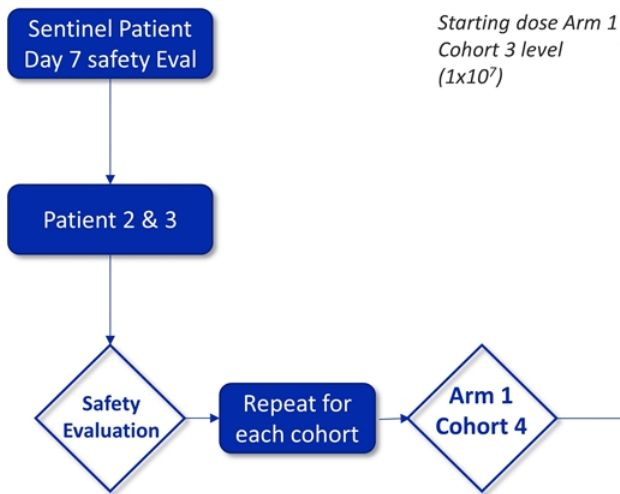 Sentinel Patient
Day 7 safety Eval
Starting dose Arm 1
Cohort 3 level
(1x10⁷)
Patient 2 & 3
Safety
Evaluation
Repeat for
each cohort
Arm 1
Cohort 4